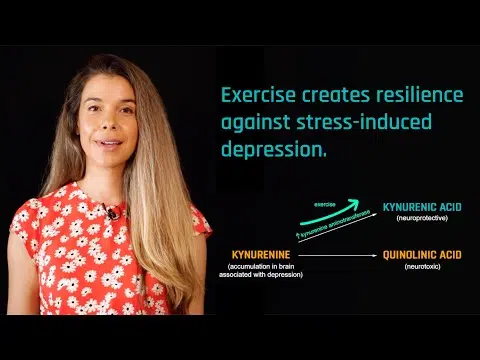 Exercise creates resilience
against stress-induced
depression.
exercise
↑ kynurenine aminotransferase
KYNURENIC ACID
(neuroprotective)
KYNURENINE
(accumulation in brain
associated with depression)
QUINOLINIC ACID
(neurotoxic)